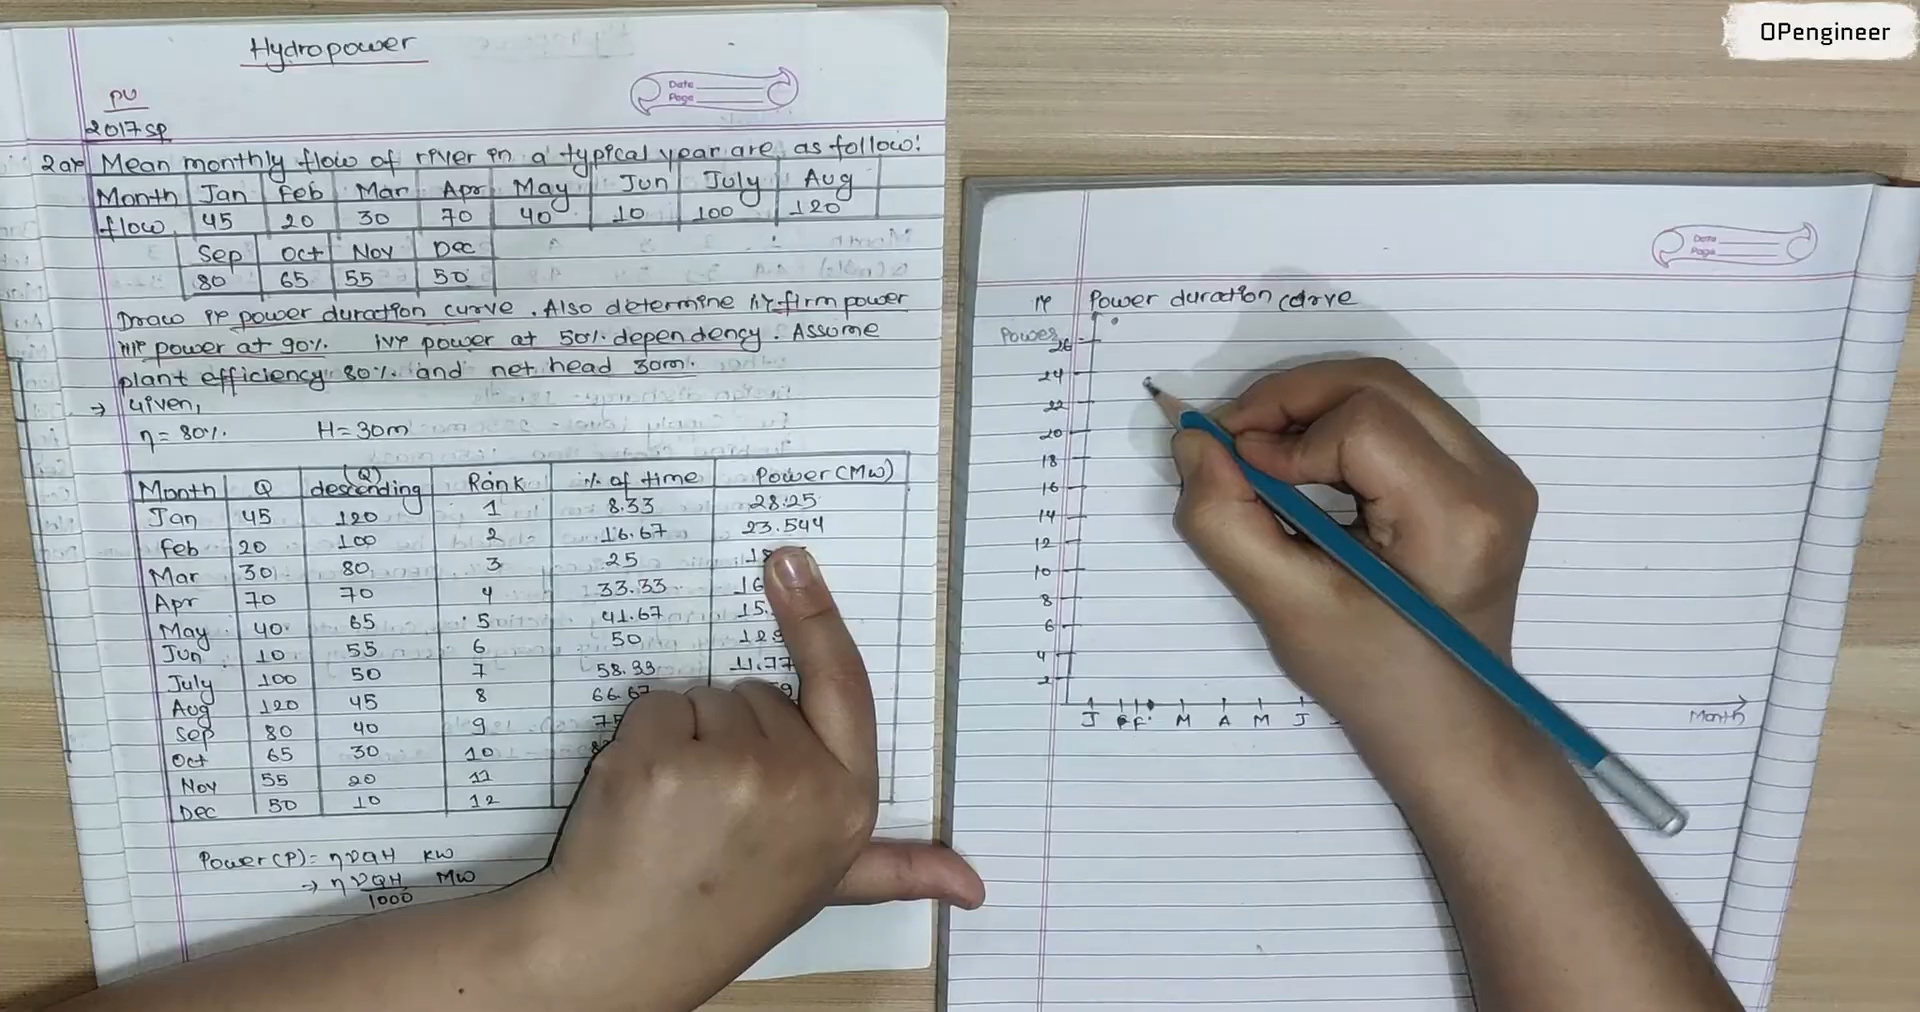 OPengineer
Hydropower
Date
Page
PU
2017 sp
2a) Mean monthly flow of river in a typical year are as follow:
Month Jan Feb Mar Apr May Jun July Aug
flow 45 20 30 70 40 10 100 120
Sep Oct Nov Dec
80 65 55 50
Draw i) power duration curve. Also determine ii) firm power
iii) power at 90% iv) power at 50% dependency. Assume
plant efficiency 80% and net head 30m.
→ Given,
η = 80% H = 30m
Month Q (Q) descending Rank % of time Power (Mw)
Jan 45 120 1 8.33 28.25
Feb 20 100 2 16.67 23.544
Mar 30 80 3 25
Apr 70 70 4 33.33
May 40 65 5 41.67
Jun 10 55 6 50
July 100 50 7 58.33 11.77
Aug 120 45 8 66.67
Sep 80 40 9
Oct 65 30 10
Nov 55 20 11
Dec 50 10 12
Power (P) = ηγQH KW
→ ηγQH Mw
1000
Date
Page
i) Power duration curve
Power
26
24
22
20
18
16
14
12
10
8
6
4
2
J F M A M J
Month